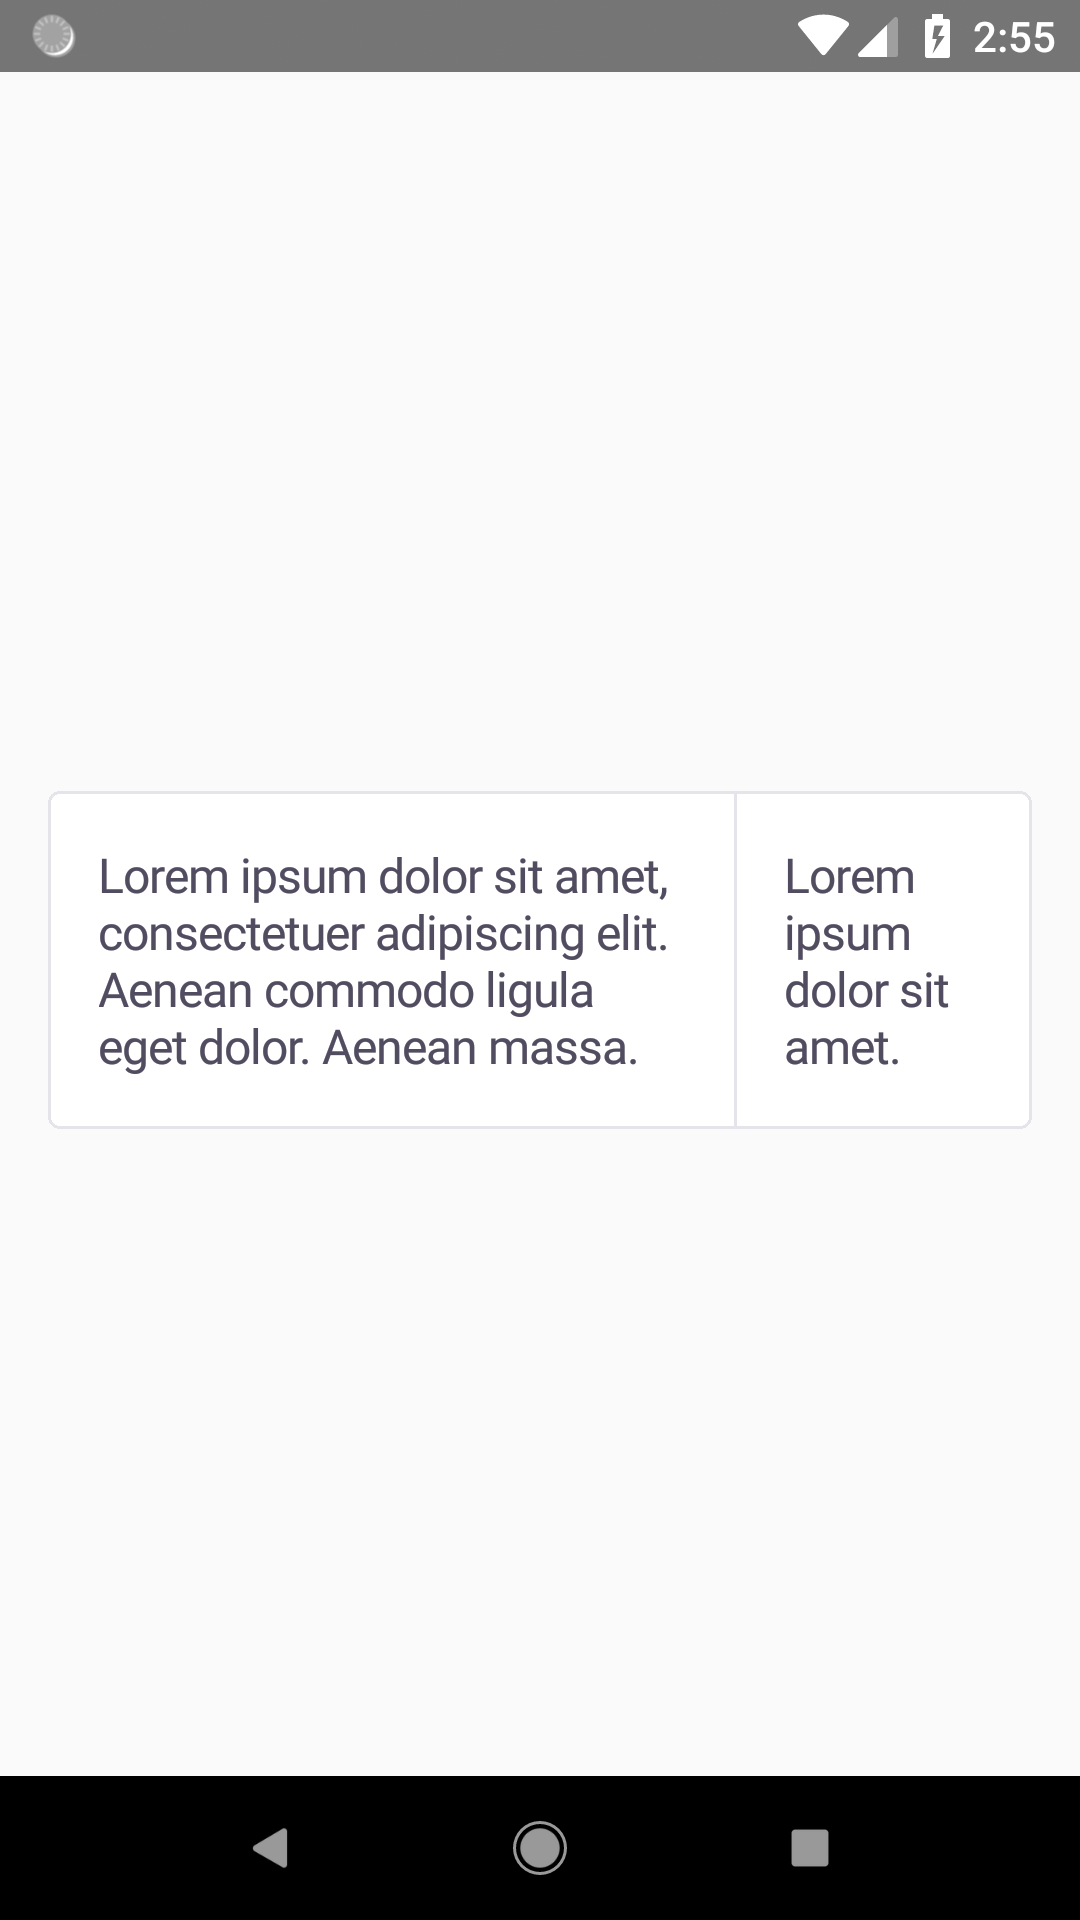 2:55
Lorem ipsum dolor sit amet,
consectetuer adipiscing elit.
Aenean commodo ligula
eget dolor. Aenean massa.
Lorem
ipsum
dolor sit
amet.